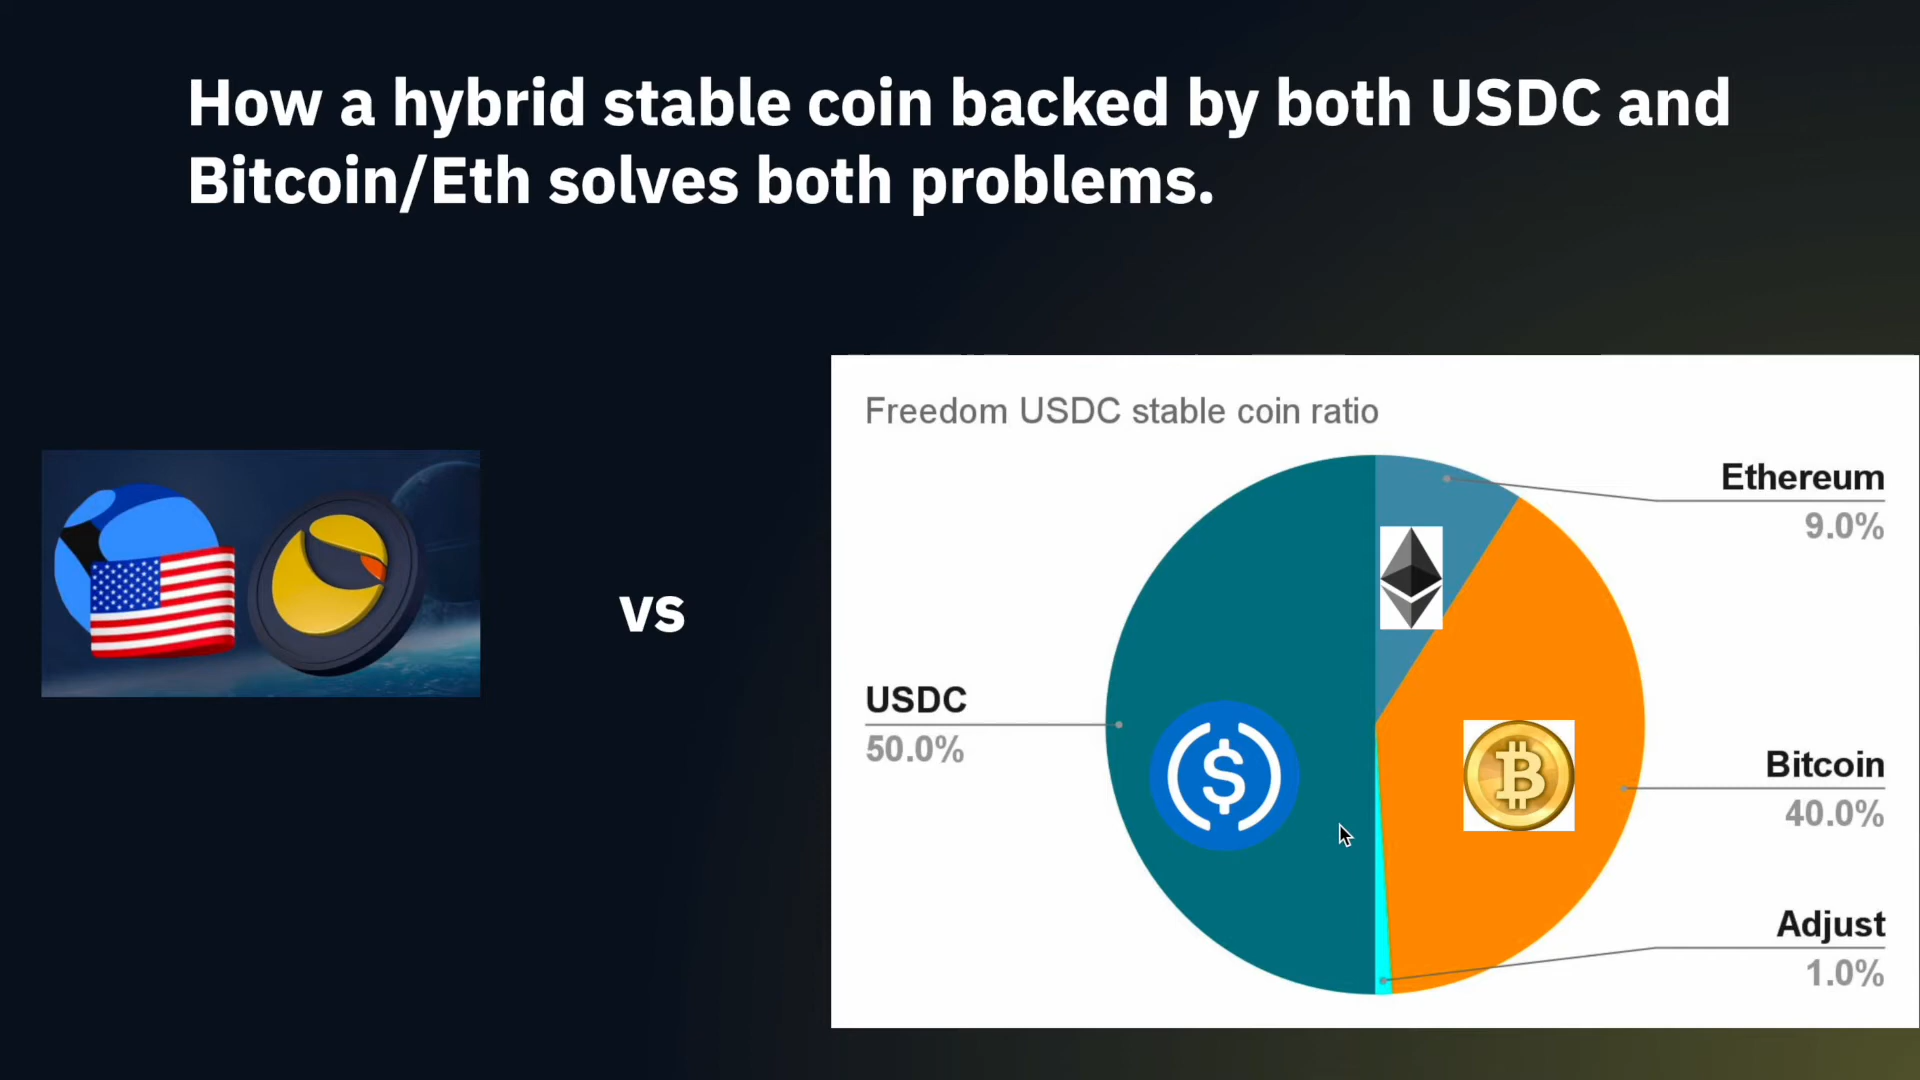 How a hybrid stable coin backed by both USDC and
Bitcoin/Eth solves both problems.
vs
Freedom USDC stable coin ratio
Ethereum
9.0%
USDC
50.0%
Bitcoin
40.0%
Adjust
1.0%